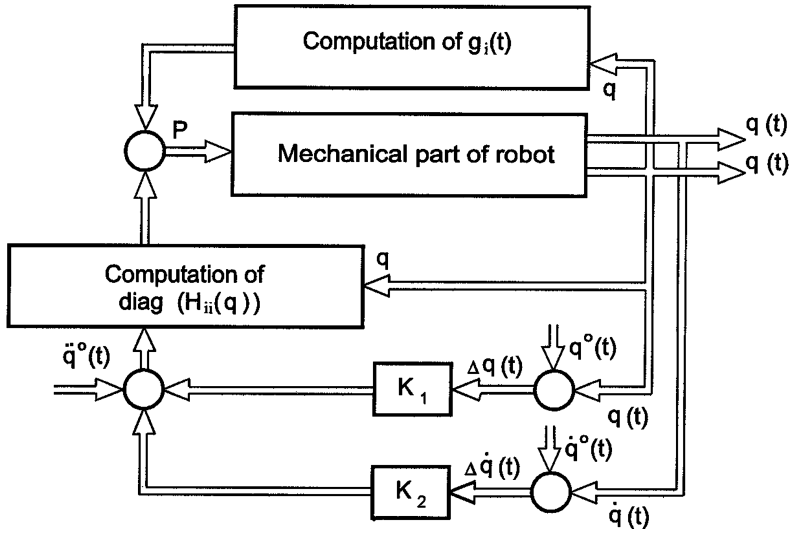 Computation of gᵢ(t)
q
P
q (t)
Mechanical part of robot
q (t)
q
Computation of
diag (Hᵢᵢ(q))
q̈°(t)
Δq(t)
q°(t)
K₁
q (t)
q̇°(t)
Δq̇(t)
K₂
q̇(t)